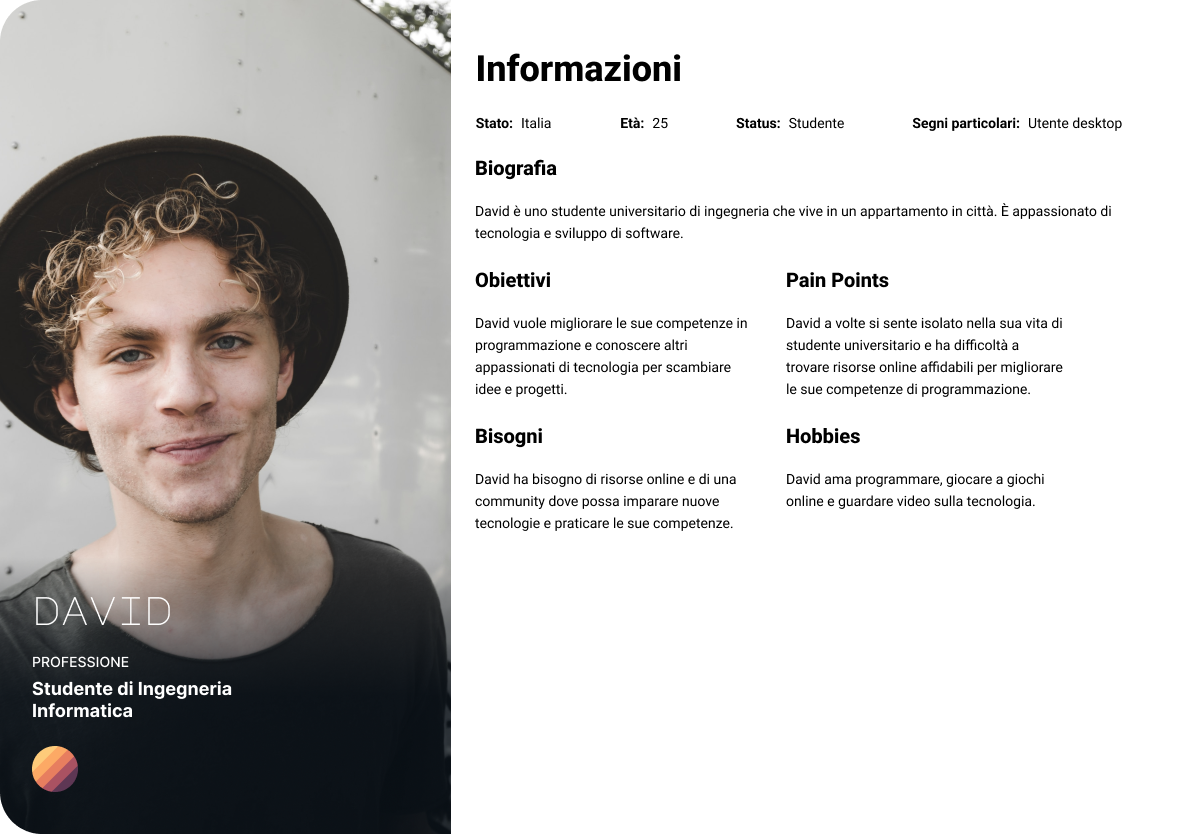 Informazioni
Stato: Italia Età: 25 Status: Studente Segni particolari: Utente desktop
Biografia
David è uno studente universitario di ingegneria che vive in un appartamento in città. È appassionato di
tecnologia e sviluppo di software.
Obiettivi
David vuole migliorare le sue competenze in
programmazione e conoscere altri
appassionati di tecnologia per scambiare
idee e progetti.
Pain Points
David a volte si sente isolato nella sua vita di
studente universitario e ha difficoltà a
trovare risorse online affidabili per migliorare
le sue competenze di programmazione.
Bisogni
David ha bisogno di risorse online e di una
community dove possa imparare nuove
tecnologie e praticare le sue competenze.
Hobbies
David ama programmare, giocare a giochi
online e guardare video sulla tecnologia.
DAVID
PROFESSIONE
Studente di Ingegneria
Informatica